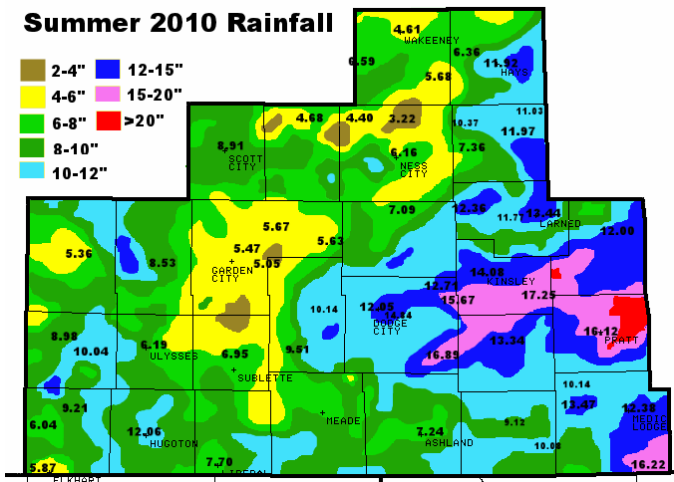 Summer 2010 Rainfall
2-4"
12-15"
4-6"
15-20"
6-8"
>20"
8-10"
10-12"
4.61
WAKEENEY
6.36
6.59
11.92
HAYS
5.68
4.68
4.40
3.22
11.03
10.37
11.97
8.91
SCOTT
CITY
6.16
NESS
CITY
7.36
7.09
12.36
11.77
13.44
LARNED
12.00
5.67
5.63
5.47
5.36
8.53
5.05
GARDEN
CITY
14.08
KINSLEY
12.71
15.67
17.25
10.14
12.05
14.14
DODGE
CITY
16.12
PRATT
8.98
10.04
6.19
ULYSSES
6.95
9.51
16.89
13.34
SUBLETTE
10.14
9.21
13.47
12.38
MEDIC
LODGE
6.04
MEADE
9.12
12.06
HUGOTON
7.24
ASHLAND
10.08
5.87
7.70
LIBERAL
16.22
ELKHART